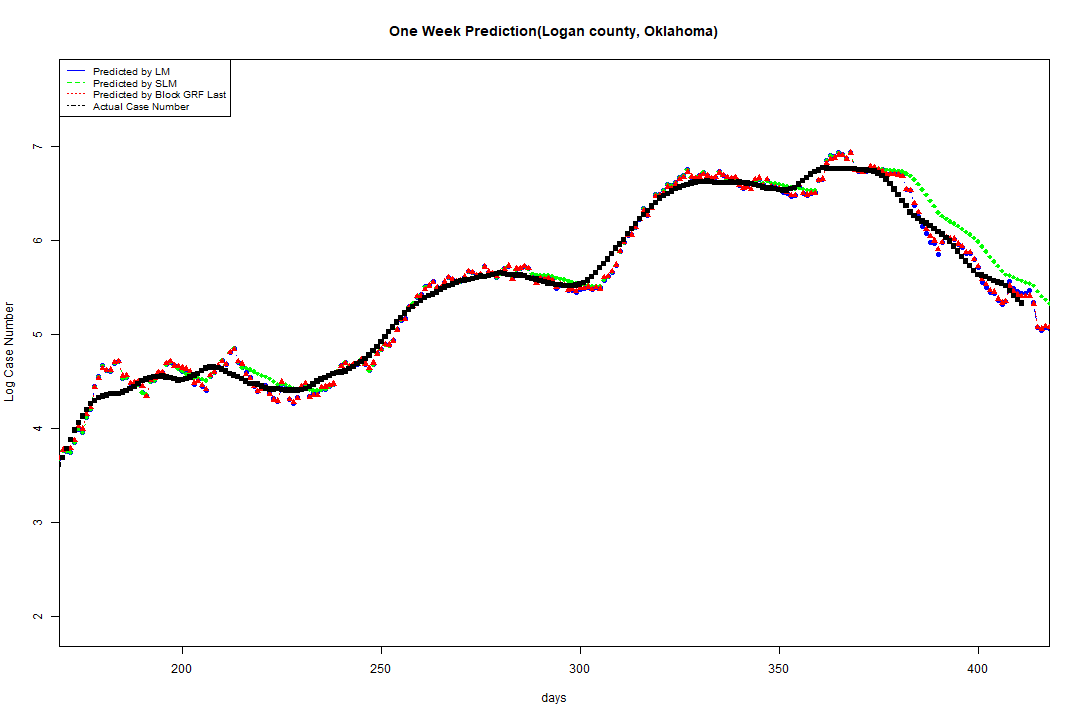 One Week Prediction(Logan county, Oklahoma)
Predicted by LM
Predicted by SLM
Predicted by Block GRF Last
Actual Case Number
7
6
5
4
3
2
Log Case Number
200 250 300 350 400
days